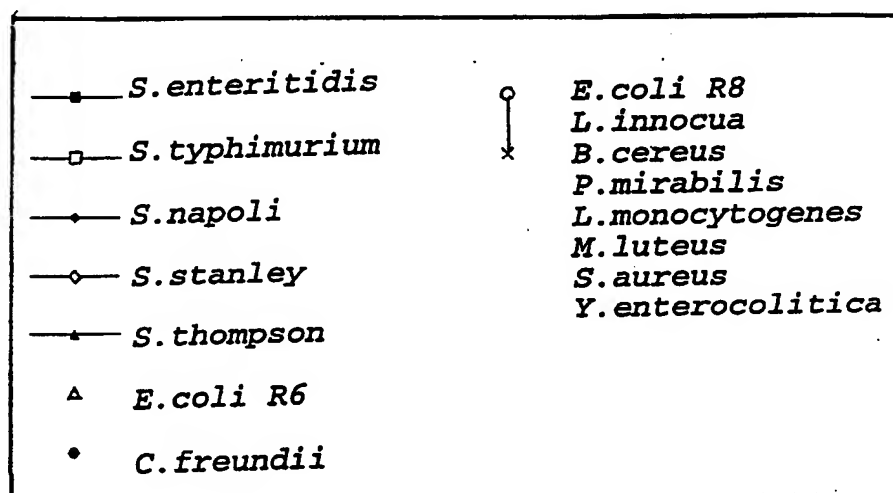 S.enteritidis
S.typhimurium
S.napoli
S.stanley
S.thompson
E.coli R6
C.freundii
E.coli R8
L.innocua
B.cereus
P.mirabilis
L.monocytogenes
M.luteus
S.aureus
Y.enterocolitica